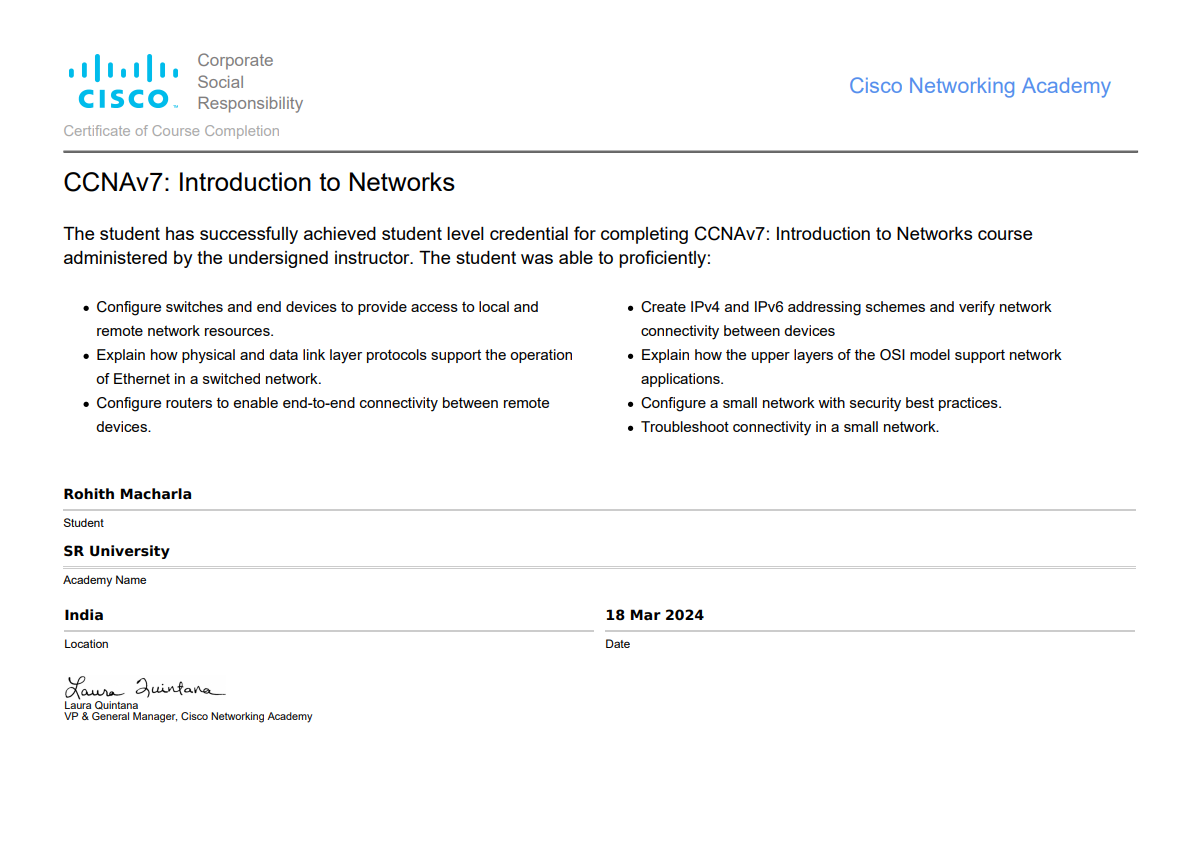 CISCO
Corporate
Social
Responsibility
Cisco Networking Academy
Certificate of Course Completion
CCNAv7: Introduction to Networks
The student has successfully achieved student level credential for completing CCNAv7: Introduction to Networks course
administered by the undersigned instructor. The student was able to proficiently:
• Configure switches and end devices to provide access to local and
remote network resources.
• Explain how physical and data link layer protocols support the operation
of Ethernet in a switched network.
• Configure routers to enable end-to-end connectivity between remote
devices.
• Create IPv4 and IPv6 addressing schemes and verify network
connectivity between devices
• Explain how the upper layers of the OSI model support network
applications.
• Configure a small network with security best practices.
• Troubleshoot connectivity in a small network.
Rohith Macharla
Student
SR University
Academy Name
India
Location
18 Mar 2024
Date
Laura Quintana
Laura Quintana
VP & General Manager, Cisco Networking Academy